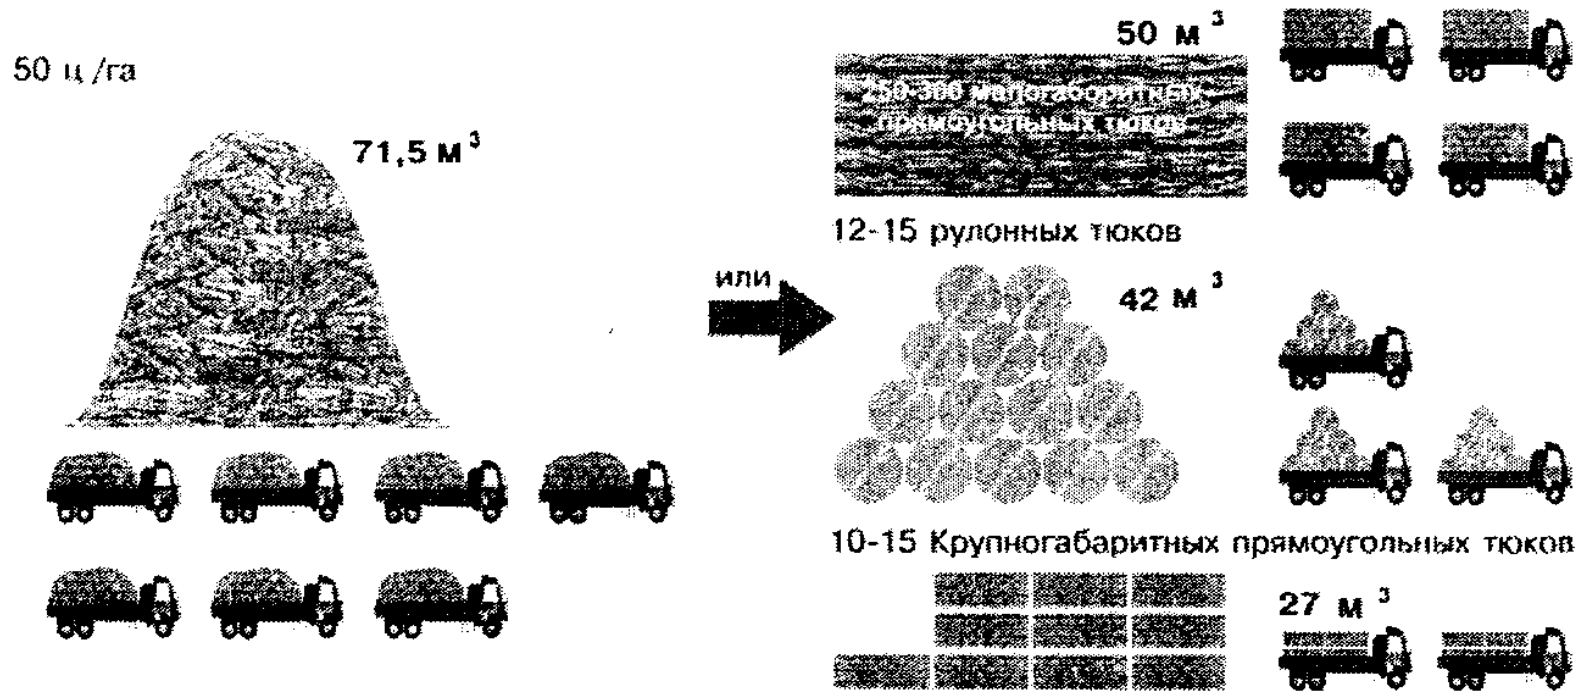 50 ц/га
71,5 м³
или
50 м³
250-300 малогаборитных
прямоугольных тюков
12-15 рулонных тюков
42 м³
10-15 Крупногабаритных прямоугольных тюков
27 м³